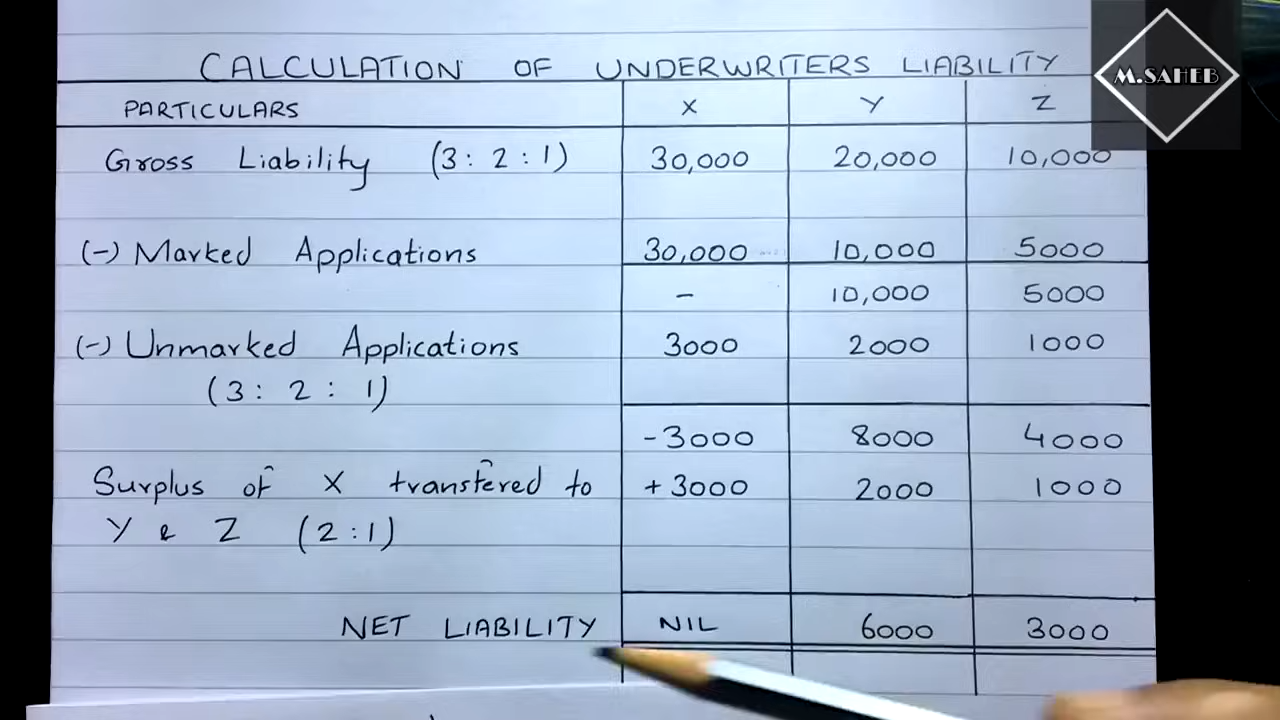 CALCULATION OF UNDERWRITERS LIABILITY
M.SAHEB
PARTICULARS X Y Z
Gross Liability (3:2:1) 30,000 20,000 10,000
(-) Marked Applications 30,000 10,000 5000
- 10,000 5000
(-) Unmarked Applications 3000 2000 1000
(3: 2 : 1)
-3000 8000 4000
Surplus of X transfered to +3000 2000 1000
Y & Z (2:1)
NET LIABILITY NIL 6000 3000